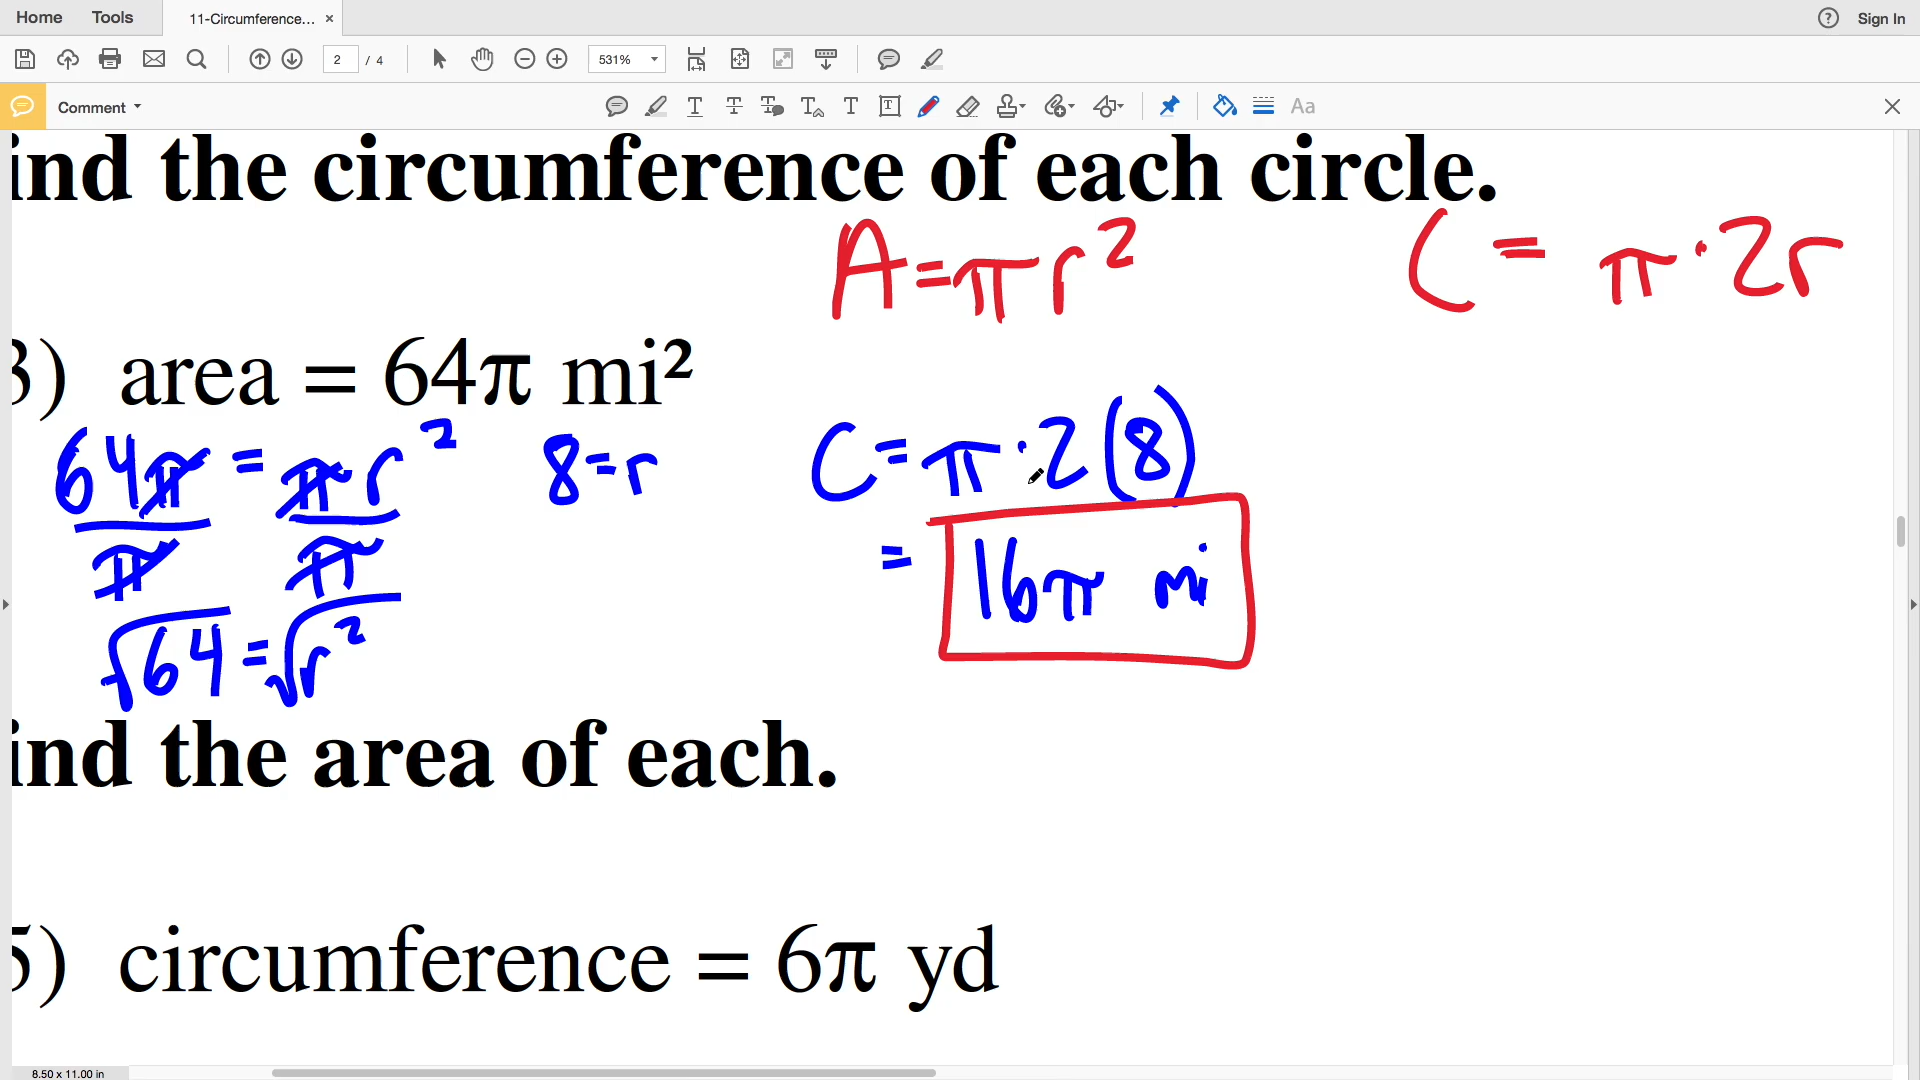 Home Tools 11-Circumference... × Sign In
2 / 4 531%
Comment Aa
ind the circumference of each circle.
A=πr² C = π·2r
3) area = 64π mi²
64π = πr² 8=r C=π·2(8)
π π
= 16π mi
√64=√r²
ind the area of each.
5) circumference = 6π yd
8.50 x 11.00 in